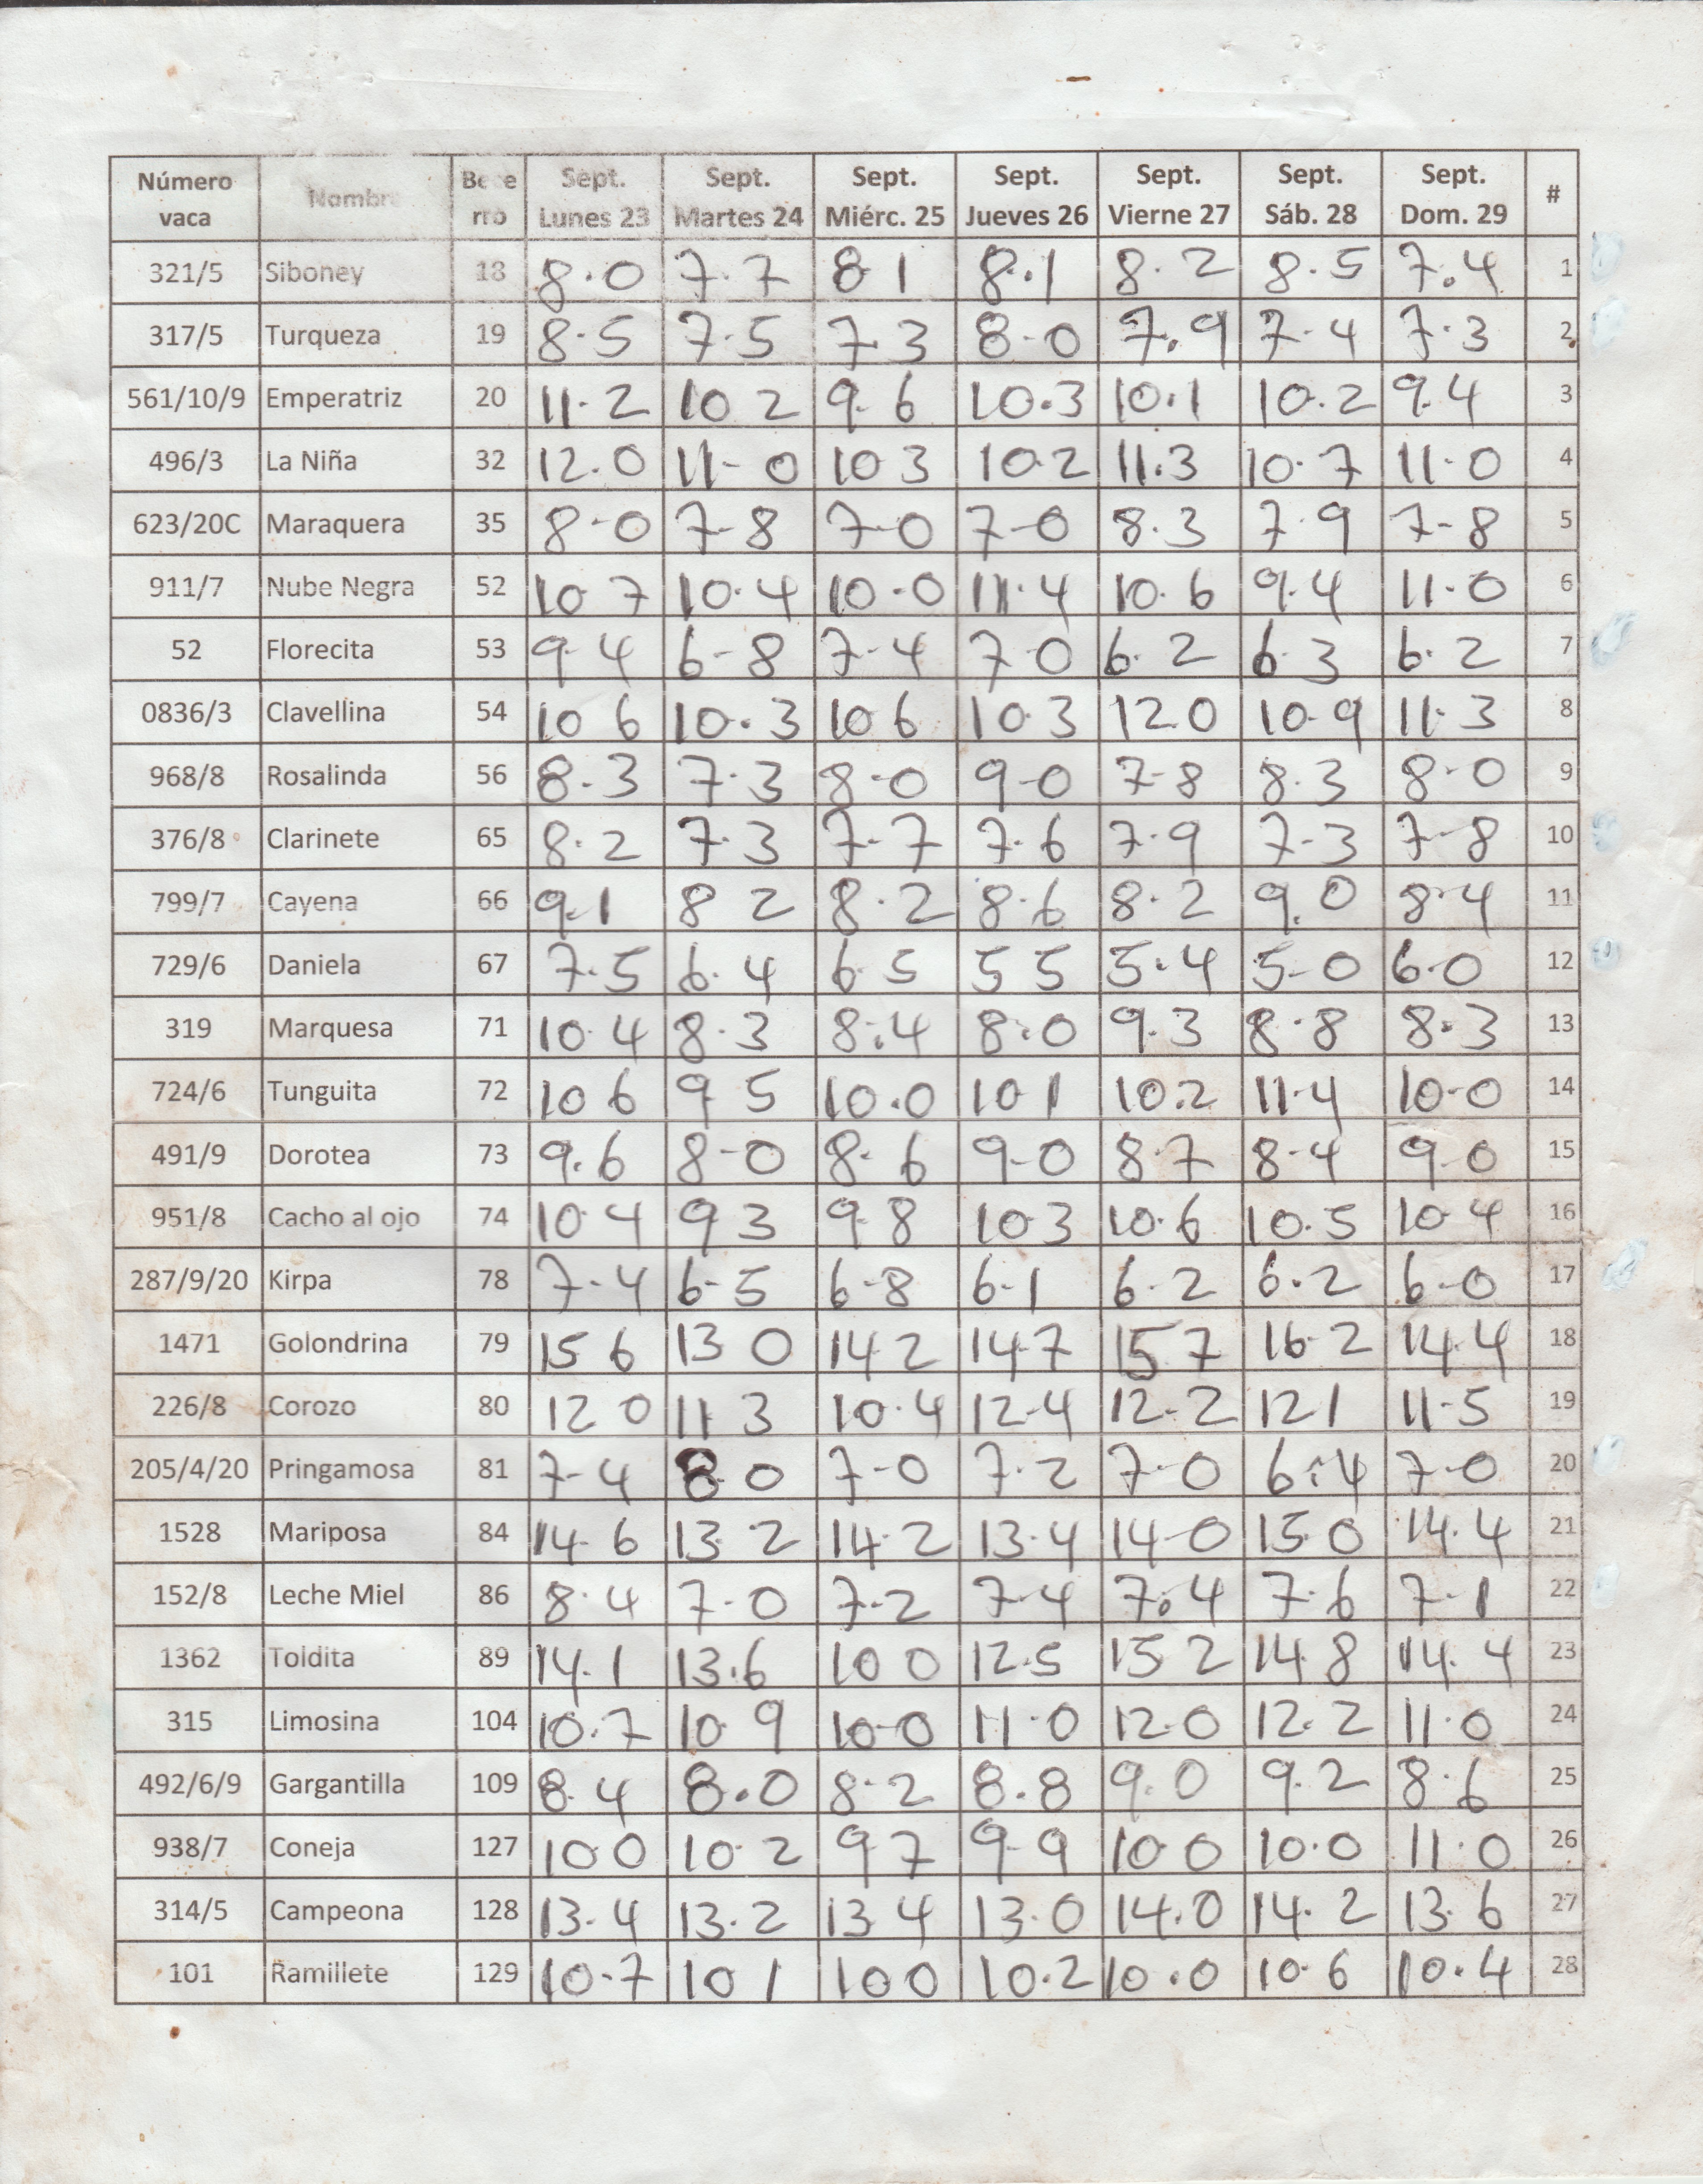 Número vaca Nombre Bece rro Sept. Lunes 23 Sept. Martes 24 Sept. Miérc. 25 Sept. Jueves 26 Sept. Vierne 27 Sept. Sáb. 28 Sept. Dom. 29 #
321/5 Siboney 18 8.0 7.7 8 1 8.1 8.2 8.5 7.4 1
317/5 Turqueza 19 8.5 7.5 7 3 8-0 7.9 7-4 7.3 2
561/10/9 Emperatriz 20 11.2 10 2 9.6 10.3 10.1 10.2 9.4 3
496/3 La Niña 32 12.0 11-0 10 3 10.2 11.3 10.7 11.0 4
623/20C Maraquera 35 8-0 7-8 7-0 7-0 8.3 7.9 7-8 5
911/7 Nube Negra 52 10 7 10.4 10.0 11.4 10.6 9.4 11.0 6
52 Florecita 53 9-4 6-8 7-4 7 0 6.2 6.3 6.2 7
0836/3 Clavellina 54 10 6 10.3 10 6 10 3 12 0 10-9 11.3 8
968/8 Rosalinda 56 8.3 7.3 8-0 9-0 7-8 8.3 8-0 9
376/8 Clarinete 65 8.2 7.3 7-7 7.6 7.9 7-3 7-8 10
799/7 Cayena 66 9.1 8 2 8.2 8.6 8.2 9.0 8.4 11
729/6 Daniela 67 7.5 6.4 6 5 5 5 5.4 5-0 6.0 12
319 Marquesa 71 10 4 8.3 8.4 8.0 9.3 8.8 8.3 13
724/6 Tunguita 72 10 6 9 5 10.0 10 1 10.2 11.4 10-0 14
491/9 Dorotea 73 9.6 8-0 8.6 9-0 8.7 8.4 9.0 15
951/8 Cacho al ojo 74 10.4 9 3 9.8 10 3 10.6 10.5 10 4 16
287/9/20 Kirpa 78 7-4 6-5 6-8 6-1 6.2 6.2 6-0 17
1471 Golondrina 79 15 6 13 0 14 2 14.7 15 7 16.2 14.4 18
226/8 Corozo 80 12 0 11 3 10.4 12-4 12-2 12 1 11-5 19
205/4/20 Pringamosa 81 7-4 8.0 7-0 7.2 7-0 6.4 7-0 20
1528 Mariposa 84 14.6 13.2 14.2 13.4 14-0 15.0 14.4 21
152/8 Leche Miel 86 8.4 7-0 7-2 7-4 7.4 7.6 7-1 22
1362 Toldita 89 14.1 13.6 10 0 12.5 15 2 14.8 14.4 23
315 Limosina 104 10.7 10 9 10-0 11-0 12.0 12.2 11.0 24
492/6/9 Gargantilla 109 8.4 8.0 8.2 8.8 9.0 9.2 8.6 25
938/7 Coneja 127 10 0 10.2 9 7 9-9 10 0 10.0 11.0 26
314/5 Campeona 128 13.4 13.2 13 4 13.0 14.0 14.2 13.6 27
101 Ramillete 129 10.7 10 1 10 0 10.2 10.0 10.6 10.4 28